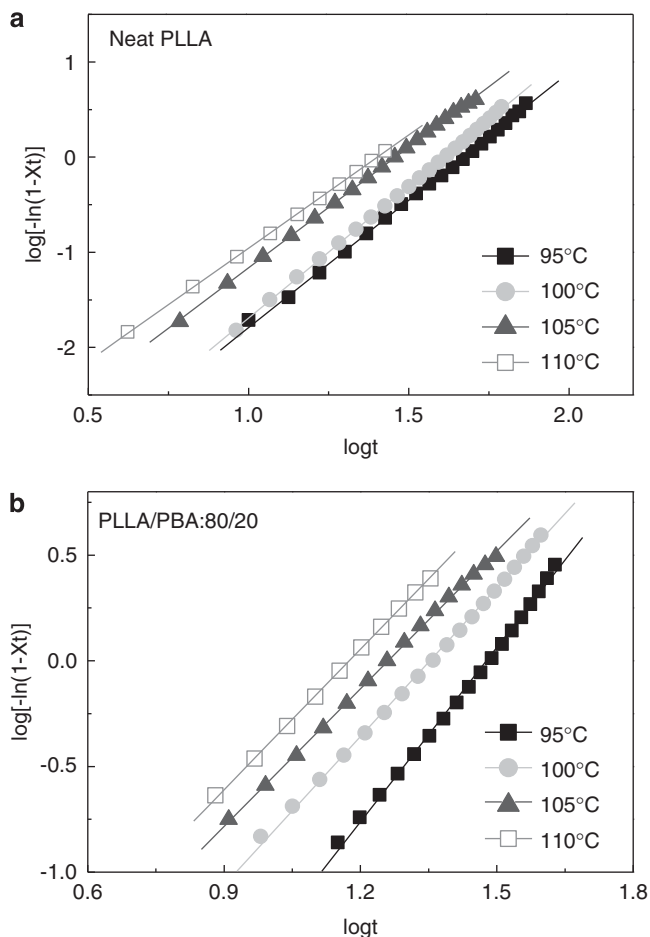 a
Neat PLLA
1
0
-1
-2
log[-ln(1-Xt)]
95°C
100°C
105°C
110°C
0.5 1.0 1.5 2.0
logt
b
PLLA/PBA:80/20
0.5
0.0
-0.5
-1.0
log[-ln(1-Xt)]
95°C
100°C
105°C
110°C
0.6 0.9 1.2 1.5 1.8
logt